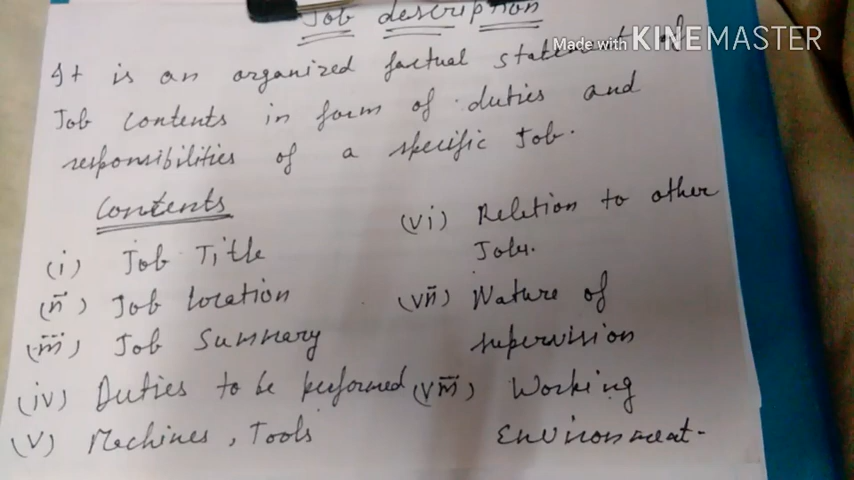 Job description
Made with KINEMASTER
It is an organized factual statement of
Job contents in form of duties and
responsibilities of a specific Job.
Contents
(i) Job Title
(ii) Job location
(iii) Job Summary
(iv) Duties to be performed
(v) Machines, Tools
(vi) Relation to other
Jobs.
(vii) Nature of
supervision
(viii) Working
Environment.